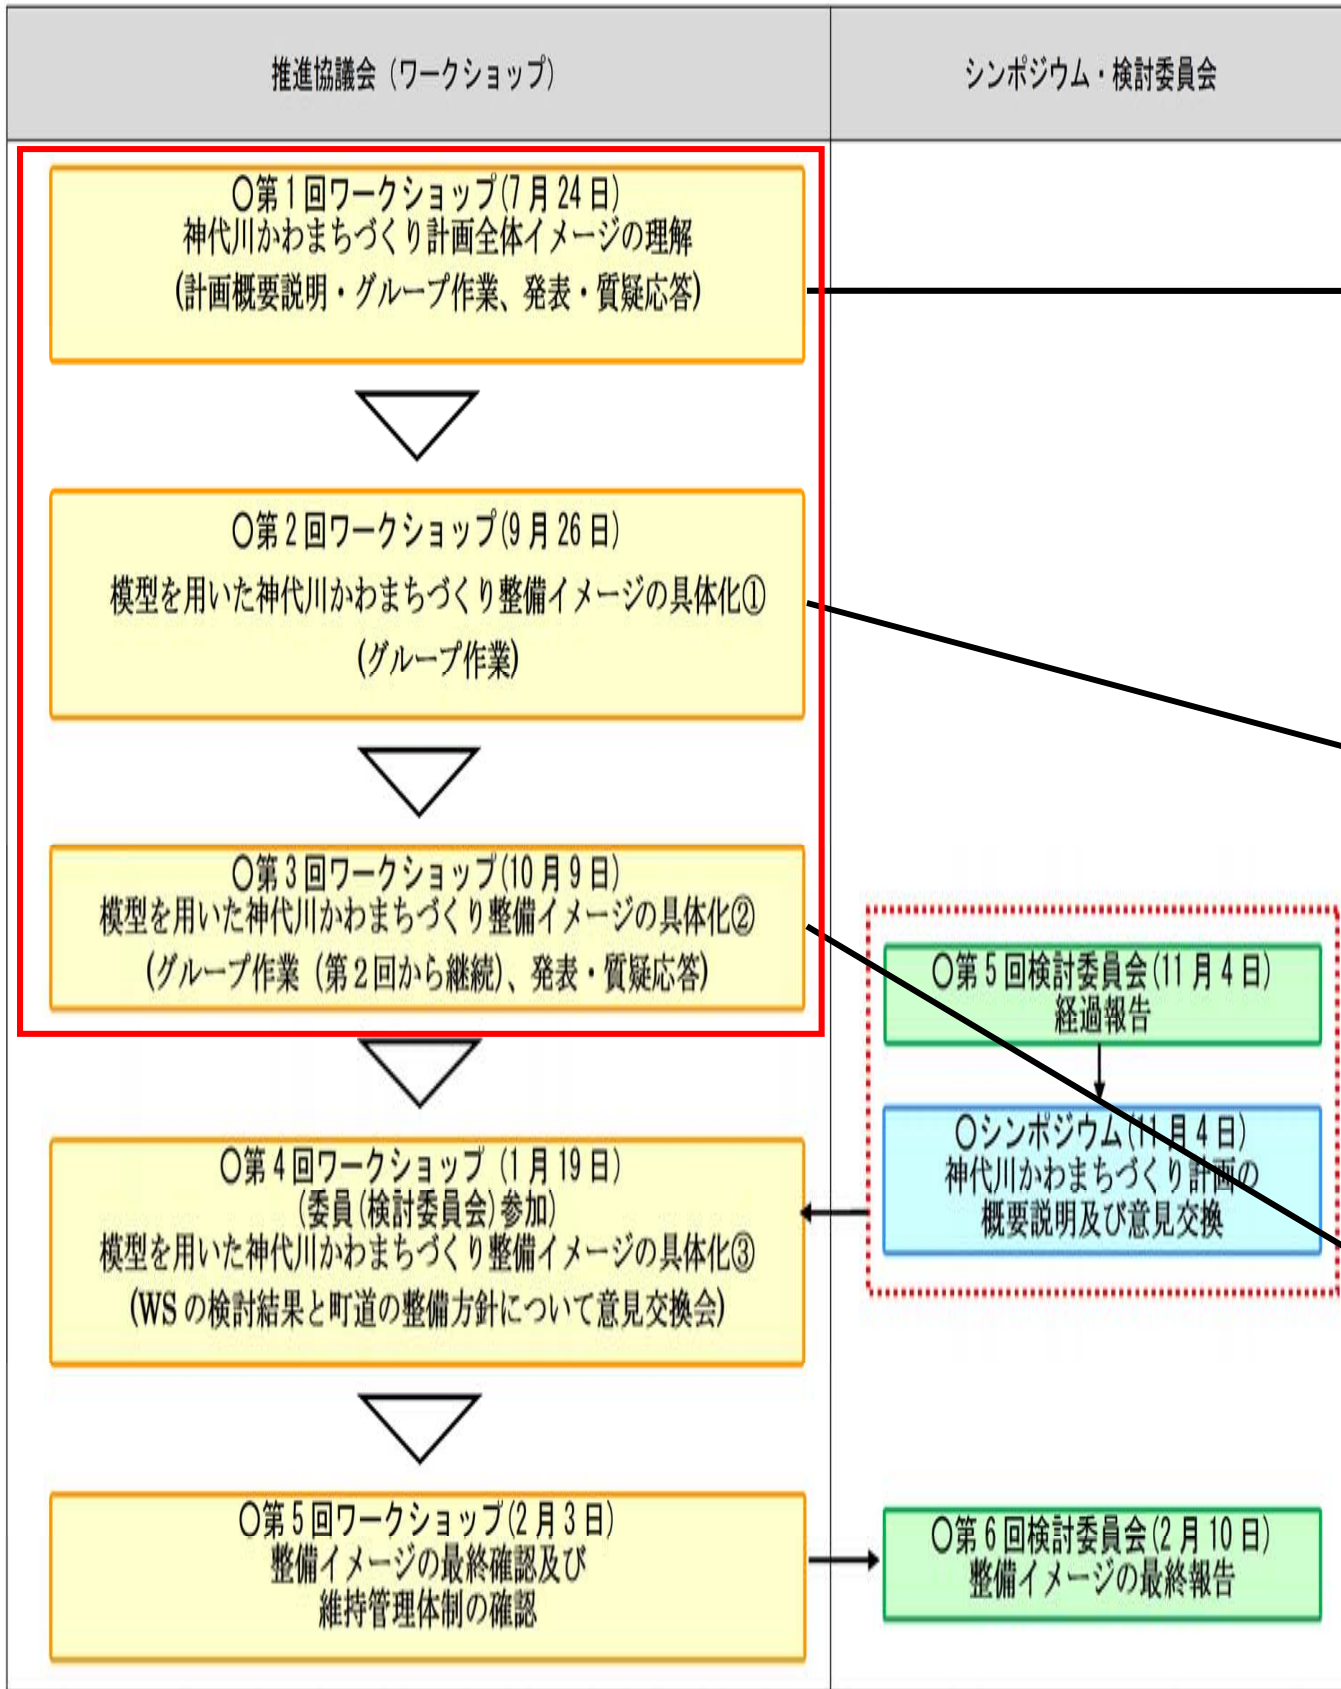 推進協議会（ワークショップ）
シンポジウム・検討委員会
○第１回ワークショップ(７月 24 日)
神代川かわまちづくり計画全体イメージの理解
(計画概要説明・グループ作業、発表・質疑応答)
○第２回ワークショップ(９月 26 日)
模型を用いた神代川かわまちづくり整備イメージの具体化①
(グループ作業)
○第３回ワークショップ(10 月９日)
模型を用いた神代川かわまちづくり整備イメージの具体化②
(グループ作業（第２回から継続）、発表・質疑応答)
○第５回検討委員会(11 月４日)
経過報告
○シンポジウム(11 月４日)
神代川かわまちづくり計画の
概要説明及び意見交換
○第４回ワークショップ（１月 19 日）
(委員(検討委員会)参加)
模型を用いた神代川かわまちづくり整備イメージの具体化③
(WS の検討結果と町道の整備方針について意見交換会)
○第５回ワークショップ(２月３日)
整備イメージの最終確認及び
維持管理体制の確認
○第６回検討委員会(２月 10 日)
整備イメージの最終報告